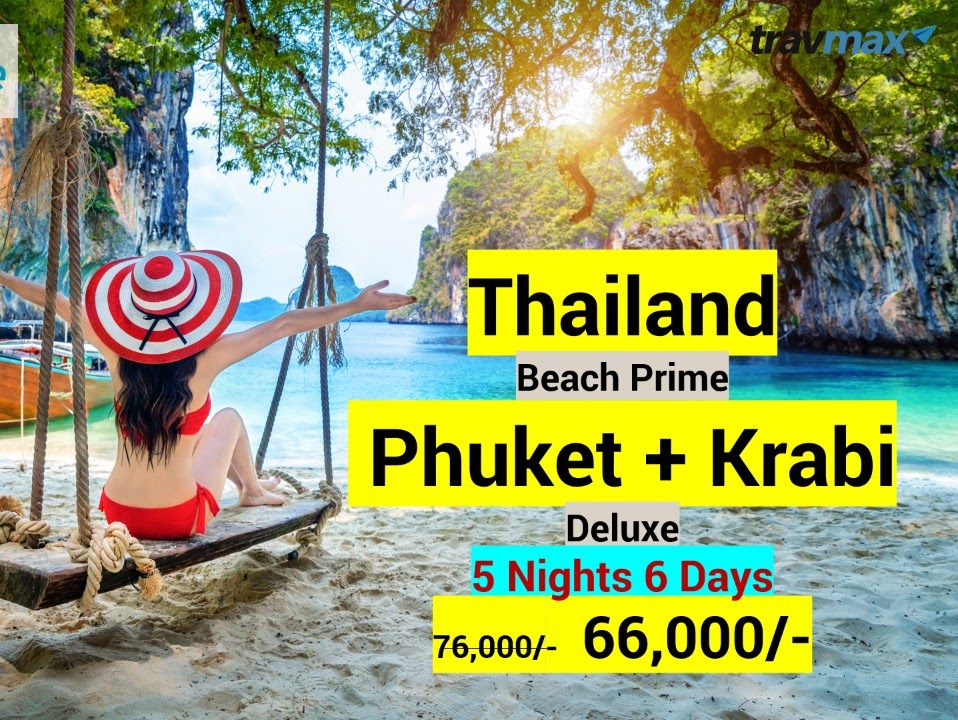 travmax
e
Thailand
Beach Prime
Phuket + Krabi
Deluxe
5 Nights 6 Days
76,000/- 66,000/-